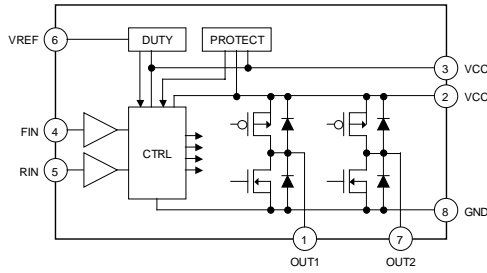 VREF 6 DUTY PROTECT
3 VCC
2 VCC
FIN 4
CTRL
RIN 5
8 GND
1 7
OUT1 OUT2